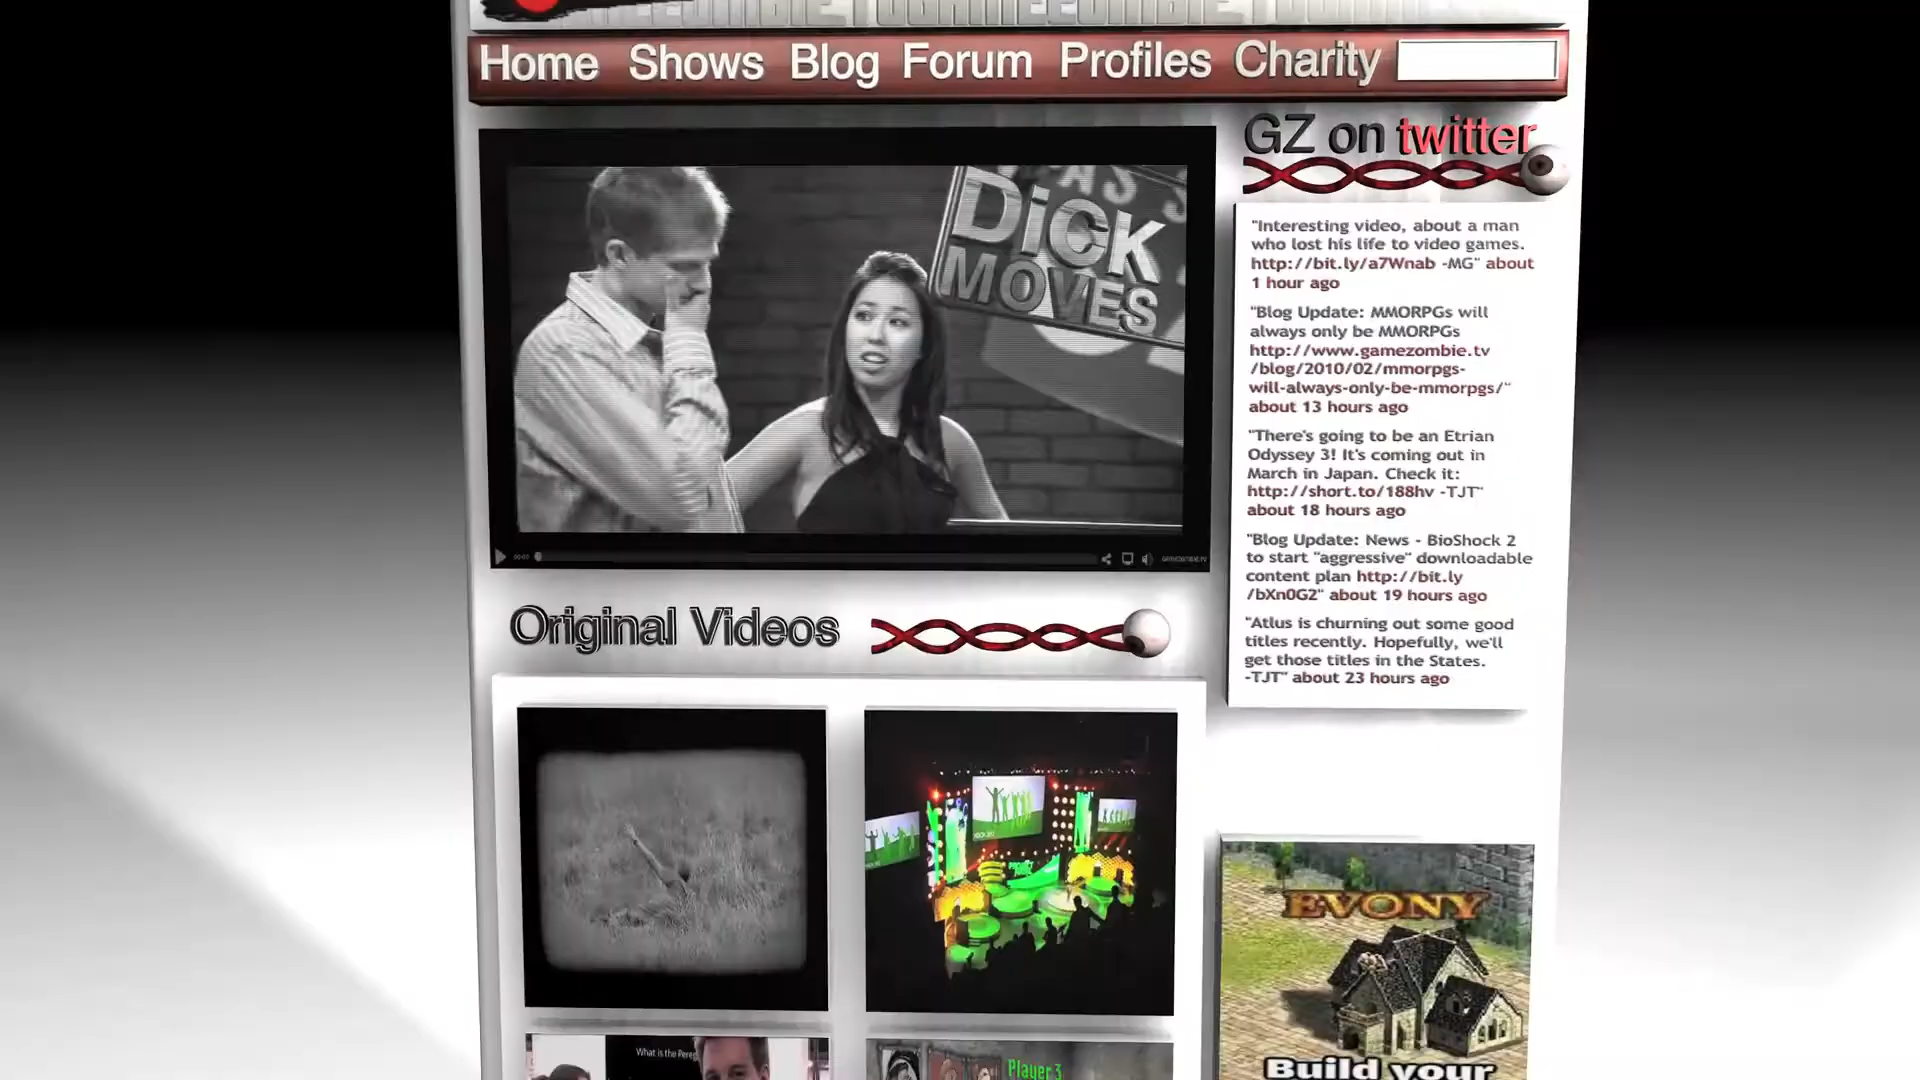 Home Shows Blog Forum Profiles Charity
DiCK
MOVES
GZ on twitter
"Interesting video, about a man
who lost his life to video games.
http://bit.ly/a7Wnab -MG" about
1 hour ago
"Blog Update: MMORPGs will
always only be MMORPGs
http://www.gamezombie.tv
/blog/2010/02/mmorpgs-
will-always-only-be-mmorpgs/"
about 13 hours ago
"There's going to be an Etrian
Odyssey 3! It's coming out in
March in Japan. Check it:
http://short.to/188hv -TJT"
about 18 hours ago
"Blog Update: News - BioShock 2
to start "aggressive" downloadable
content plan http://bit.ly
/bXn0G2" about 19 hours ago
"Atlus is churning out some good
titles recently. Hopefully, we'll
get those titles in the States.
-TJT" about 23 hours ago
Original Videos
EVONY
Build your
What is the
Player 3